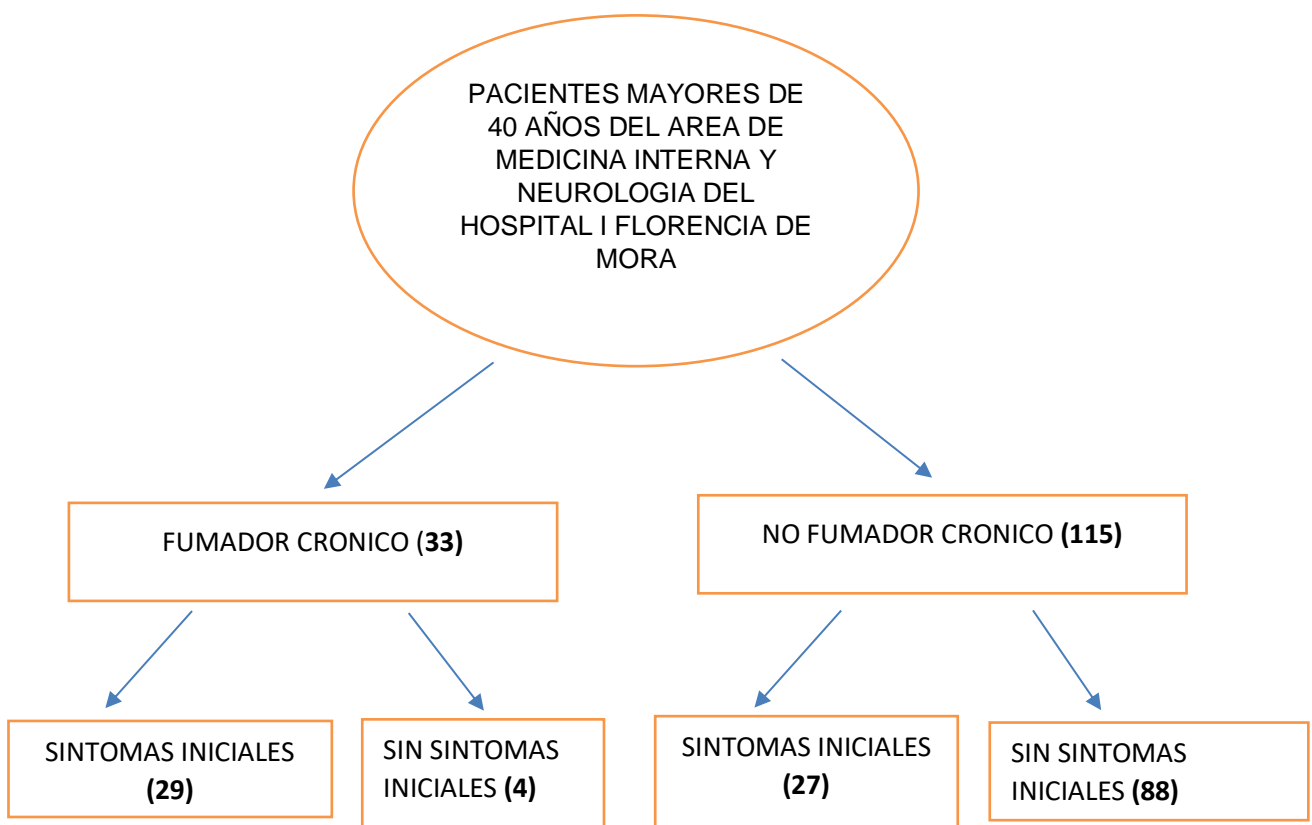 PACIENTES MAYORES DE
40 AÑOS DEL AREA DE
MEDICINA INTERNA Y
NEUROLOGIA DEL
HOSPITAL I FLORENCIA DE
MORA
FUMADOR CRONICO (33)
NO FUMADOR CRONICO (115)
SINTOMAS INICIALES
(29)
SIN SINTOMAS
INICIALES (4)
SINTOMAS INICIALES
(27)
SIN SINTOMAS
INICIALES (88)